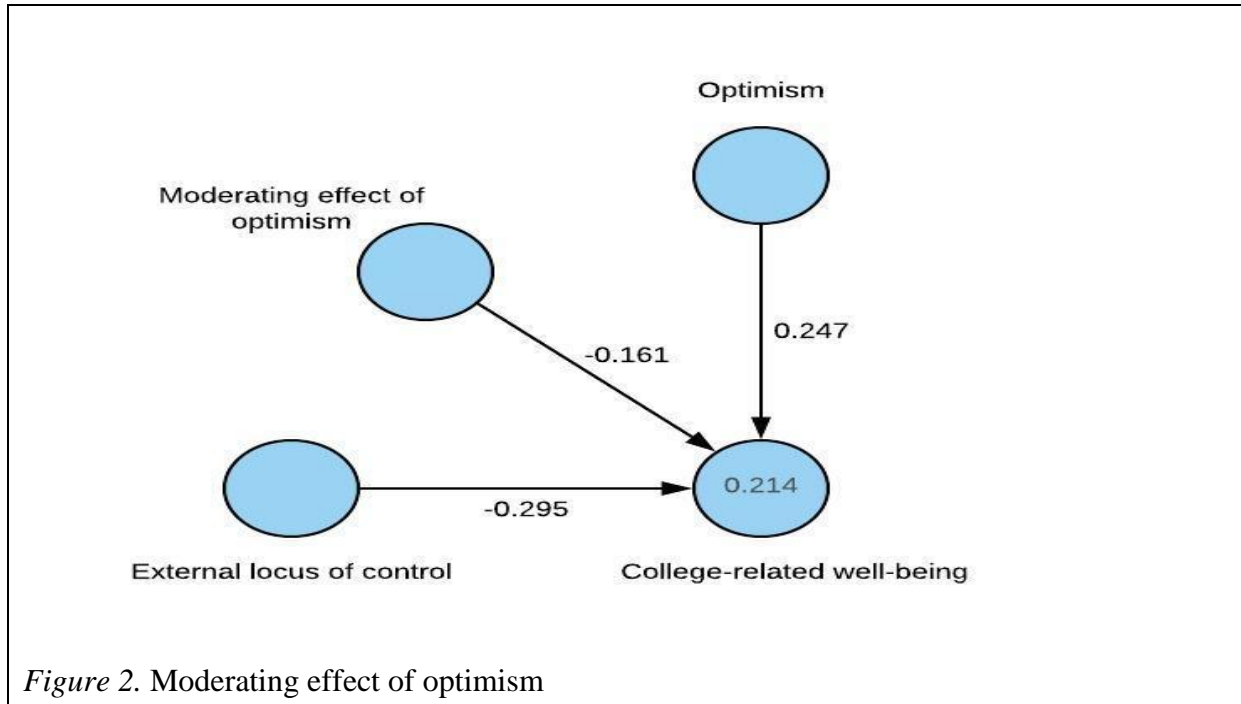 Optimism
Moderating effect of
optimism
0.247
-0.161
0.214
-0.295
External locus of control
College-related well-being
Figure 2. Moderating effect of optimism